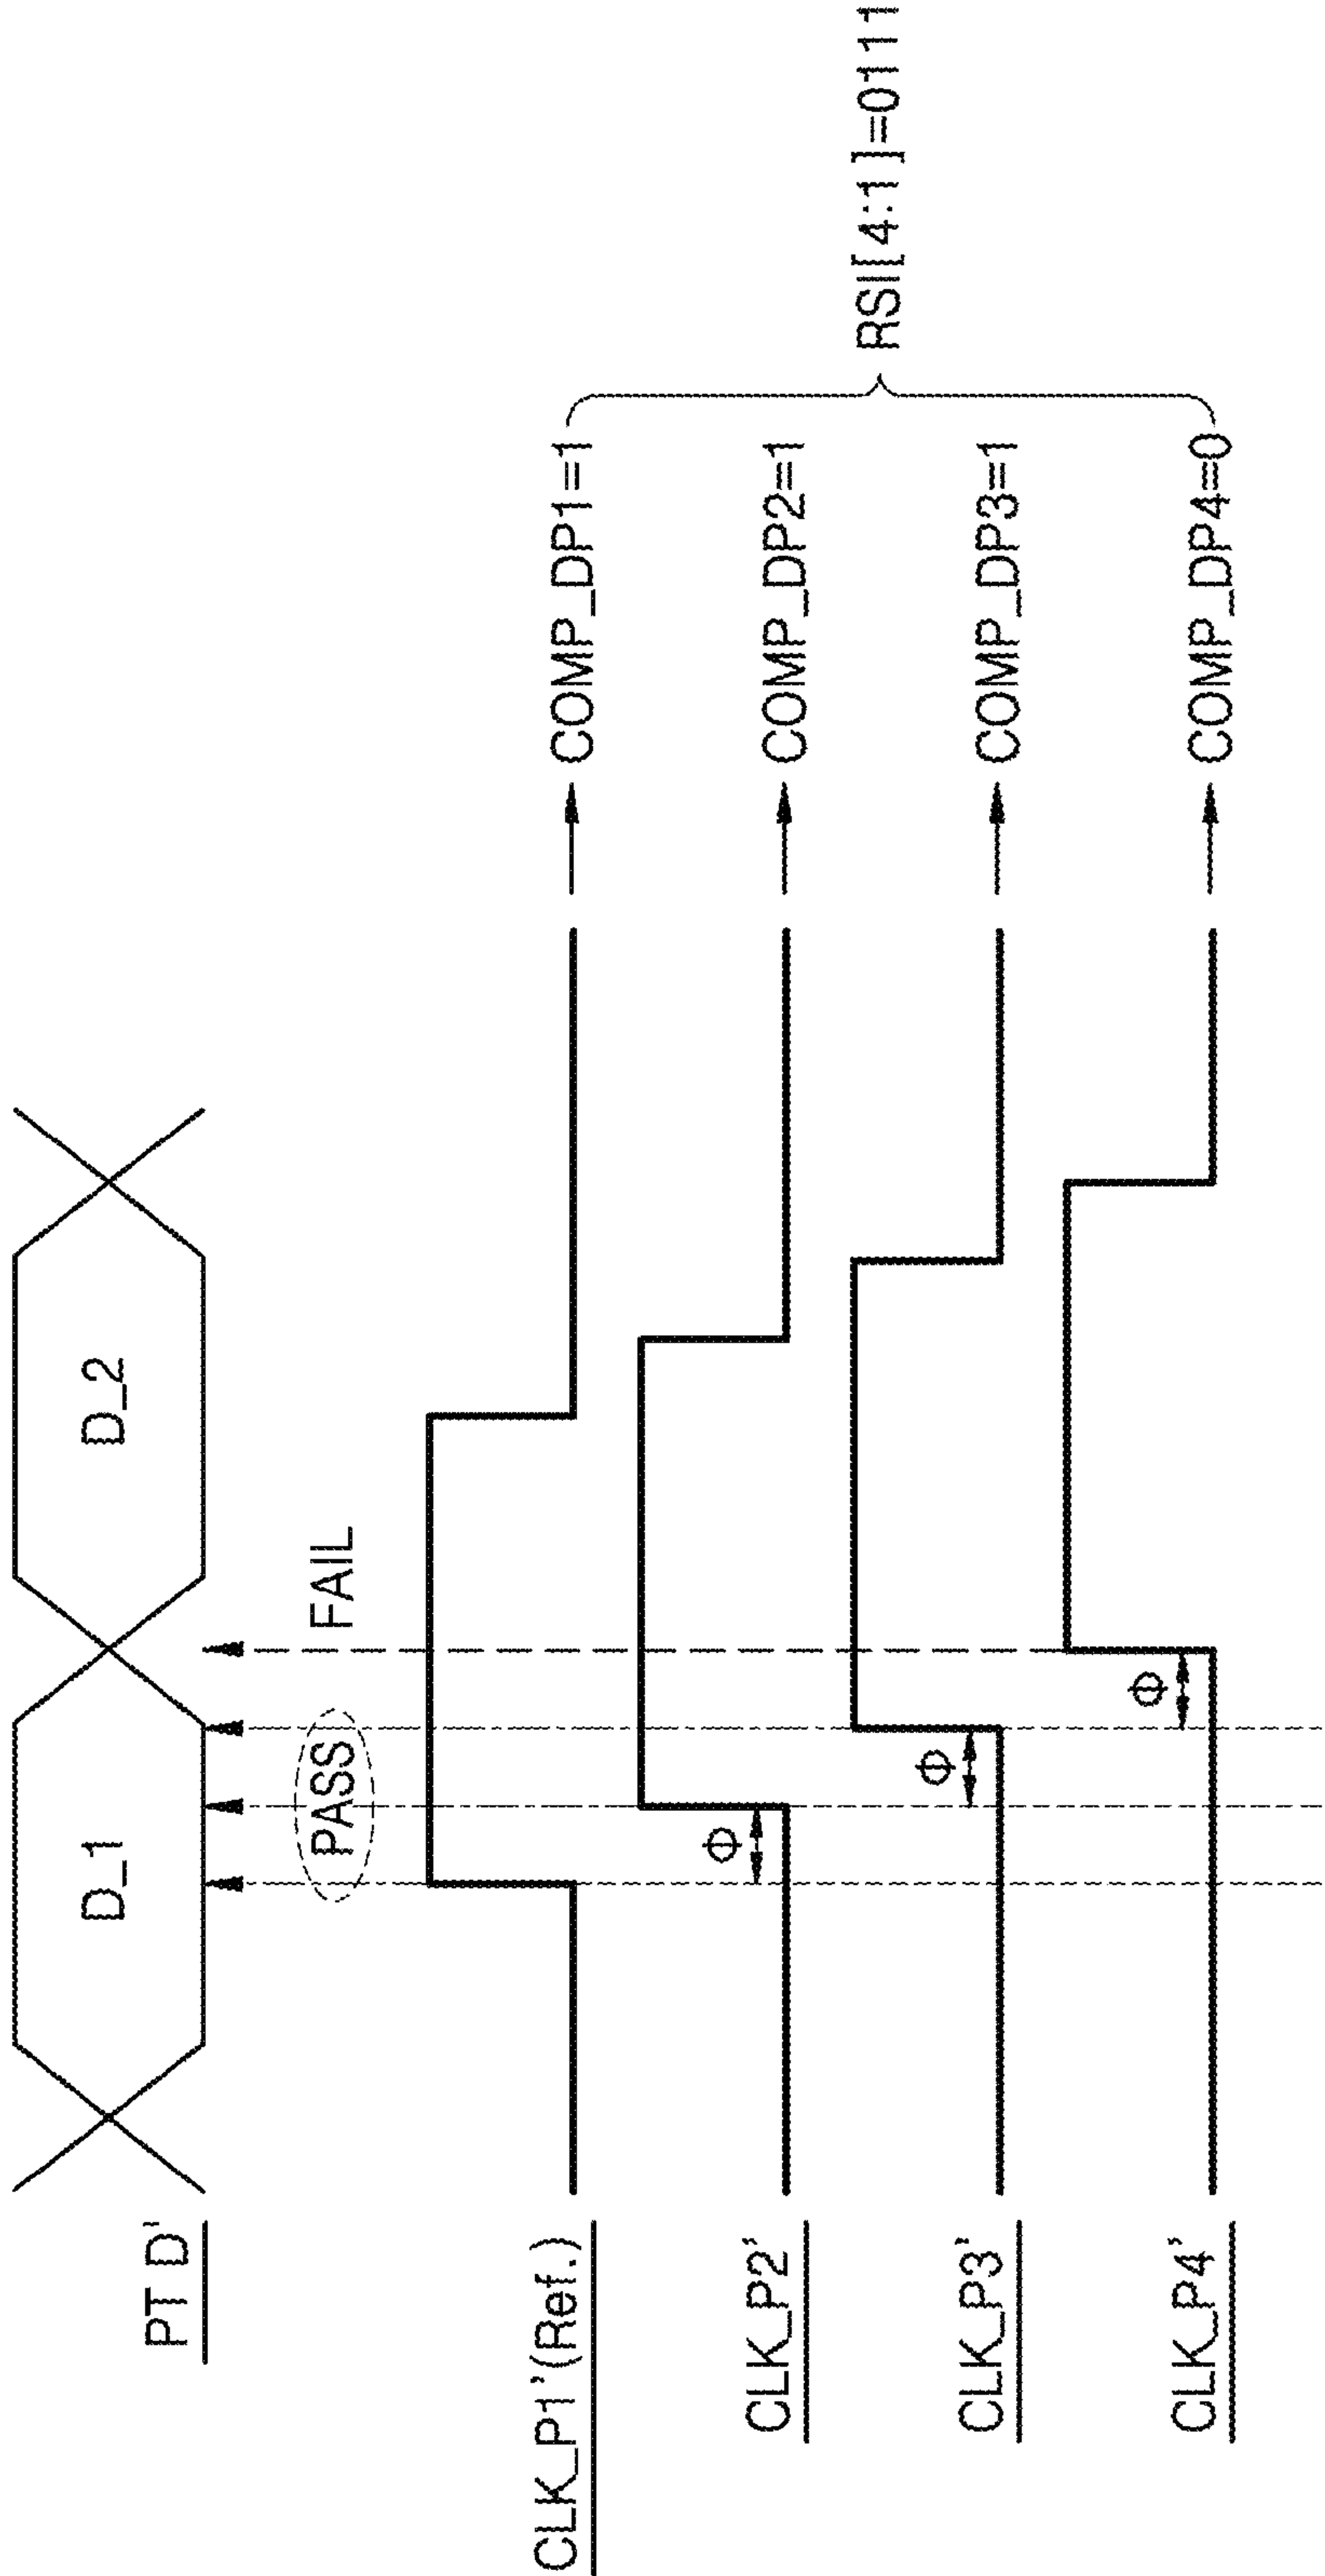 PT D'
D_1
D_2
PASS
FAIL
CLK_P1'(Ref.)
COMP_DP1=1
Φ
CLK_P2'
COMP_DP2=1
RSI[4:1]=0111
Φ
CLK_P3'
COMP_DP3=1
Φ
CLK_P4'
COMP_DP4=0